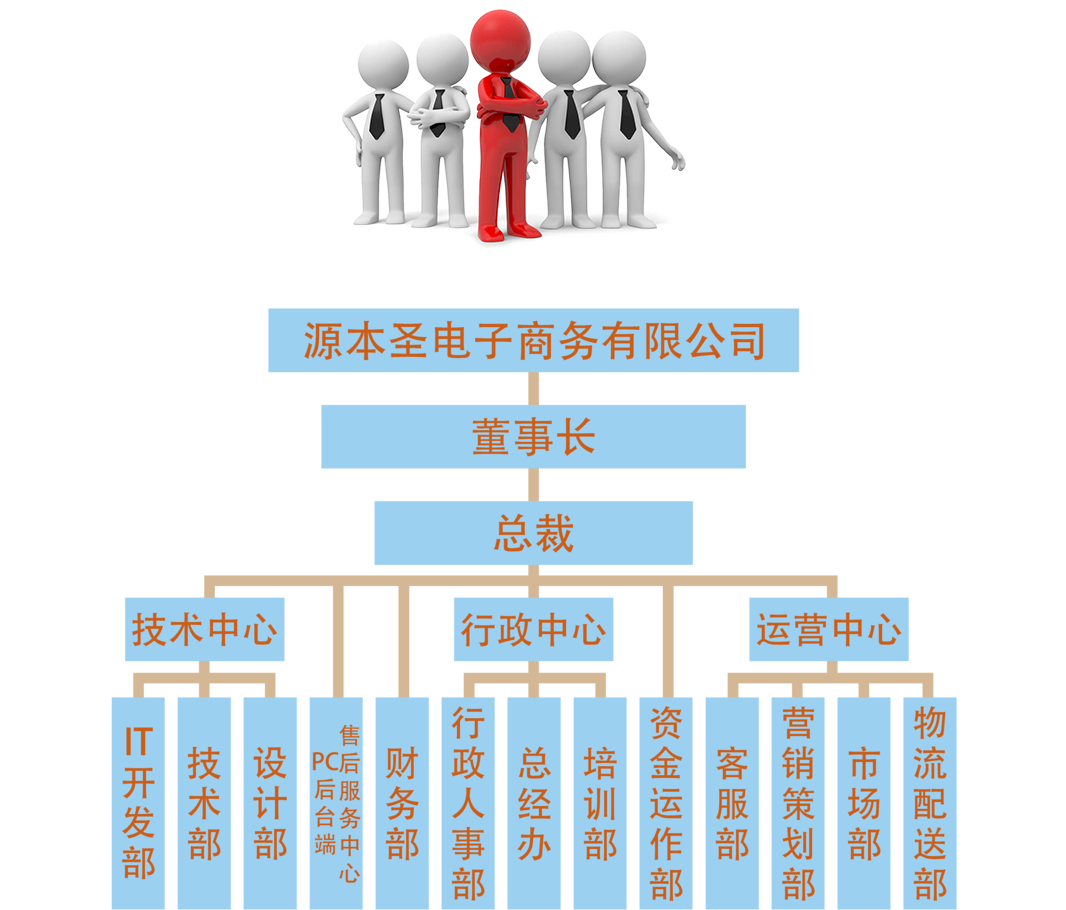 源本圣电子商务有限公司
董事长
总裁
技术中心
行政中心
运营中心
IT开发部
技术部
设计部
PC后台端
售后服务中心
财务部
行政人事部
总经办
培训部
资金运作部
客服部
营销策划部
市场部
物流配送部